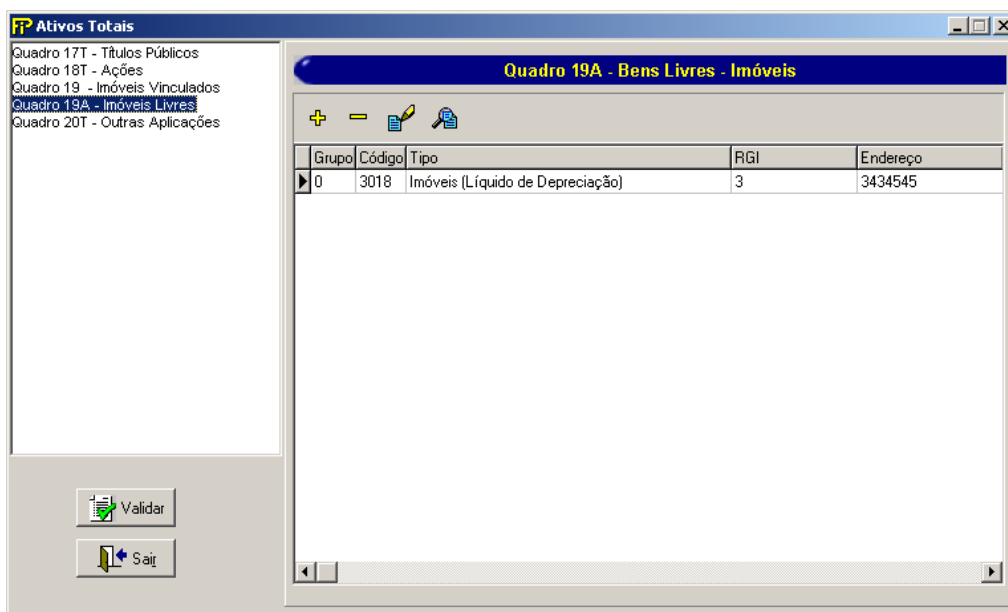 FiP Ativos Totais
Quadro 17T - Títulos Públicos
Quadro 18T - Ações
Quadro 19 - Imóveis Vinculados
Quadro 19A - Imóveis Livres
Quadro 20T - Outras Aplicações
Quadro 19A - Bens Livres - Imóveis
Grupo Código Tipo RGI Endereço
0 3018 Imóveis (Líquido de Depreciação) 3 3434545
Validar
Sair